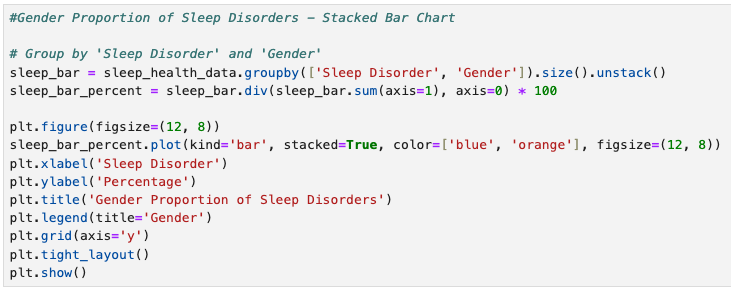 #Gender Proportion of Sleep Disorders – Stacked Bar Chart
# Group by 'Sleep Disorder' and 'Gender'
sleep_bar = sleep_health_data.groupby(['Sleep Disorder', 'Gender']).size().unstack()
sleep_bar_percent = sleep_bar.div(sleep_bar.sum(axis=1), axis=0) * 100
plt.figure(figsize=(12, 8))
sleep_bar_percent.plot(kind='bar', stacked=True, color=['blue', 'orange'], figsize=(12, 8))
plt.xlabel('Sleep Disorder')
plt.ylabel('Percentage')
plt.title('Gender Proportion of Sleep Disorders')
plt.legend(title='Gender')
plt.grid(axis='y')
plt.tight_layout()
plt.show()